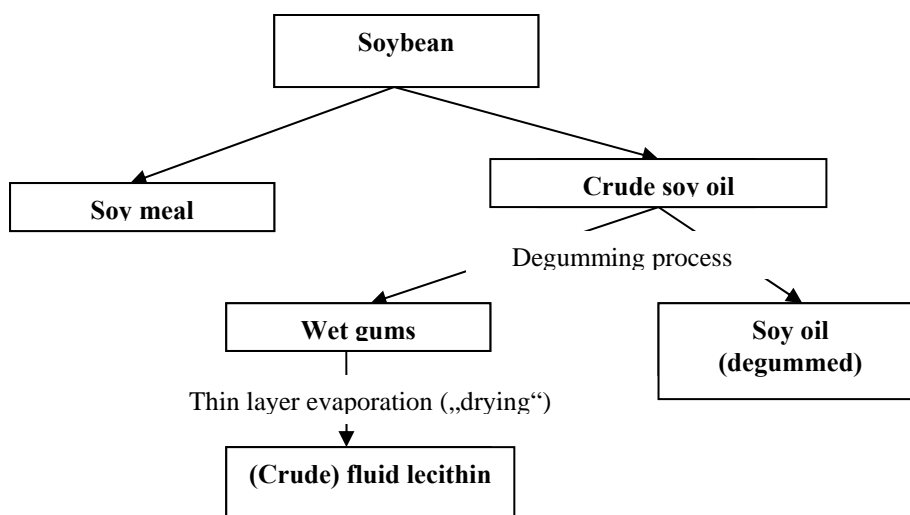 Soybean
Soy meal
Crude soy oil
Degumming process
Wet gums
Soy oil
(degummed)
Thin layer evaporation („drying“)
(Crude) fluid lecithin